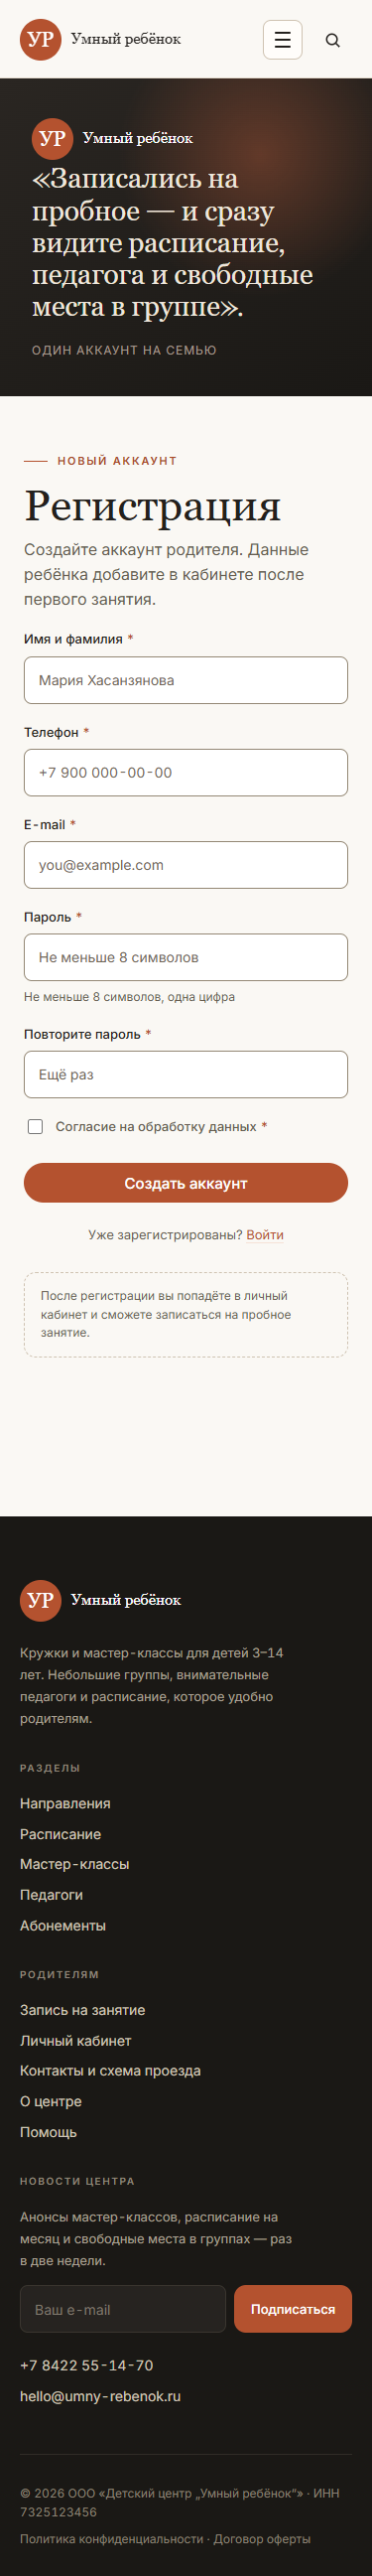 УР Умный ребёнок
УР Умный ребёнок
«Записались на
пробное — и сразу
видите расписание,
педагога и свободные
места в группе».
ОДИН АККАУНТ НА СЕМЬЮ
НОВЫЙ АККАУНТ
Регистрация
Создайте аккаунт родителя. Данные
ребёнка добавите в кабинете после
первого занятия.
Имя и фамилия *
Мария Хасанзянова
Телефон *
+7 900 000-00-00
E-mail *
you@example.com
Пароль *
Не меньше 8 символов
Не меньше 8 символов, одна цифра
Повторите пароль *
Ещё раз
Согласие на обработку данных *
Создать аккаунт
Уже зарегистрированы? Войти
После регистрации вы попадёте в личный
кабинет и сможете записаться на пробное
занятие.
УР Умный ребёнок
Кружки и мастер-классы для детей 3–14
лет. Небольшие группы, внимательные
педагоги и расписание, которое удобно
родителям.
РАЗДЕЛЫ
Направления
Расписание
Мастер-классы
Педагоги
Абонементы
РОДИТЕЛЯМ
Запись на занятие
Личный кабинет
Контакты и схема проезда
О центре
Помощь
НОВОСТИ ЦЕНТРА
Анонсы мастер-классов, расписание на
месяц и свободные места в группах — раз
в две недели.
Ваш e-mail
Подписаться
+7 8422 55-14-70
hello@umny-rebenok.ru
© 2026 ООО «Детский центр „Умный ребёнок“» · ИНН
7325123456
Политика конфиденциальности · Договор оферты